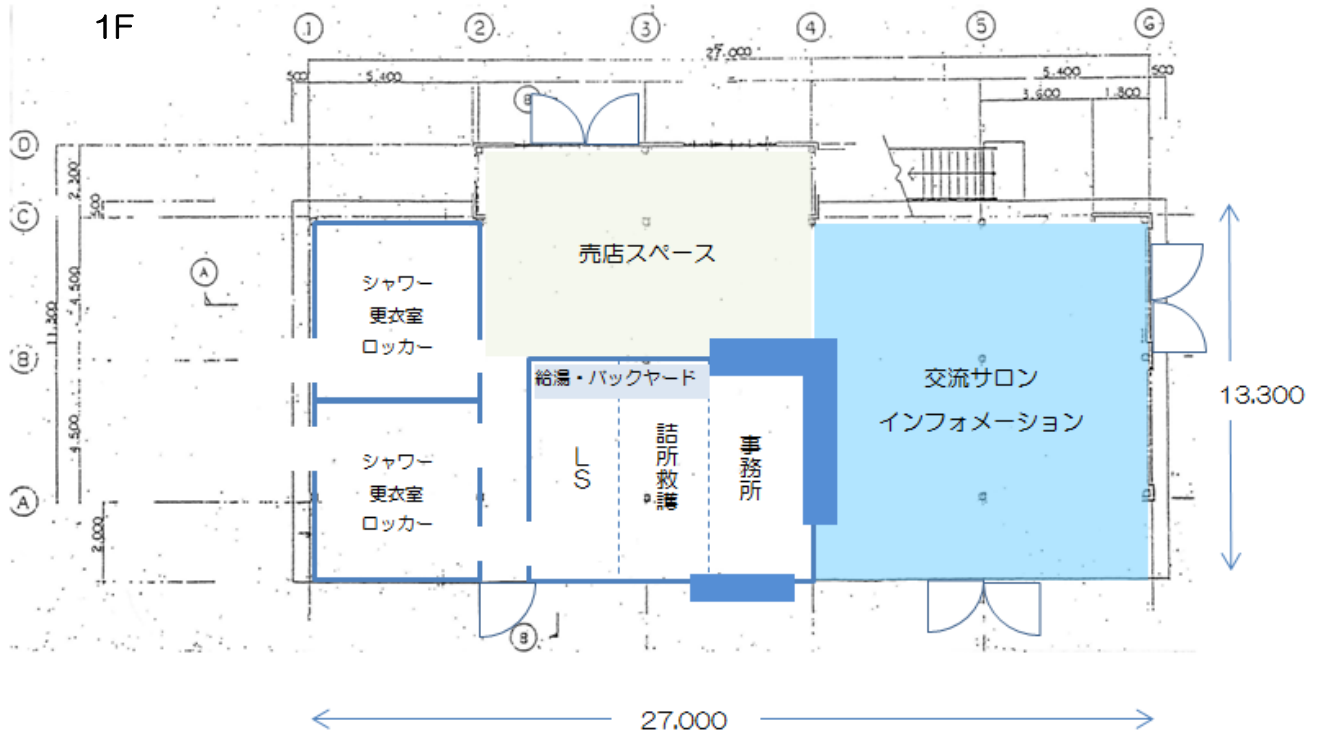 1F
1
2
3
4
5
6
27.000
500
5.400
5.400
500
3.600
1.800
B
D
2.300
C
500
売店スペース
A
シャワー
更衣室
ロッカー
4.500
11.300
B
給湯・バックヤード
交流サロン
インフォメーション
13.300
4.500
LS
詰所救護
事務所
シャワー
更衣室
ロッカー
A
2.000
B
27.000